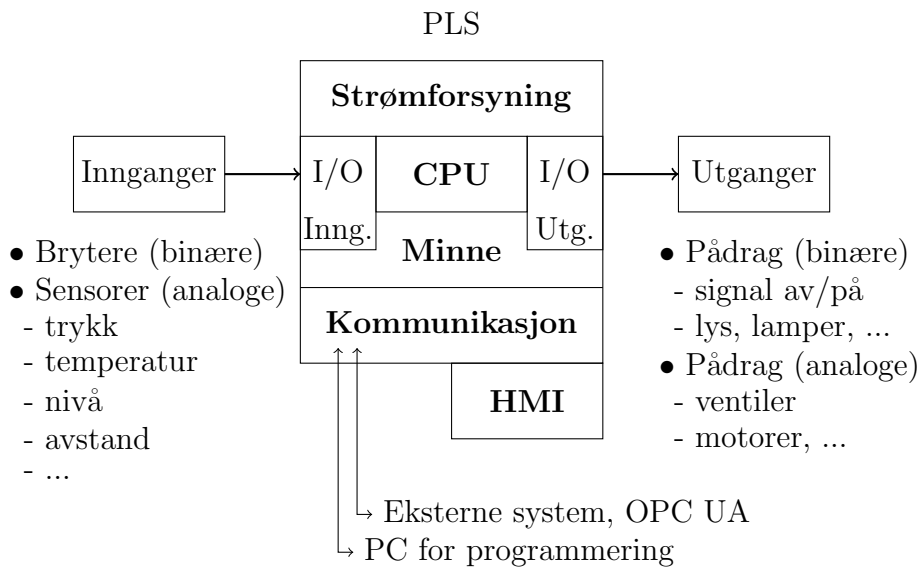 PLS
Strømforsyning
Innganger
I/O
Inng.
CPU
I/O
Utg.
Utganger
Minne
Kommunikasjon
HMI
• Brytere (binære)
• Sensorer (analoge)
- trykk
- temperatur
- nivå
- avstand
- ...
• Pådrag (binære)
- signal av/på
- lys, lamper, ...
• Pådrag (analoge)
- ventiler
- motorer, ...
Eksterne system, OPC UA
PC for programmering